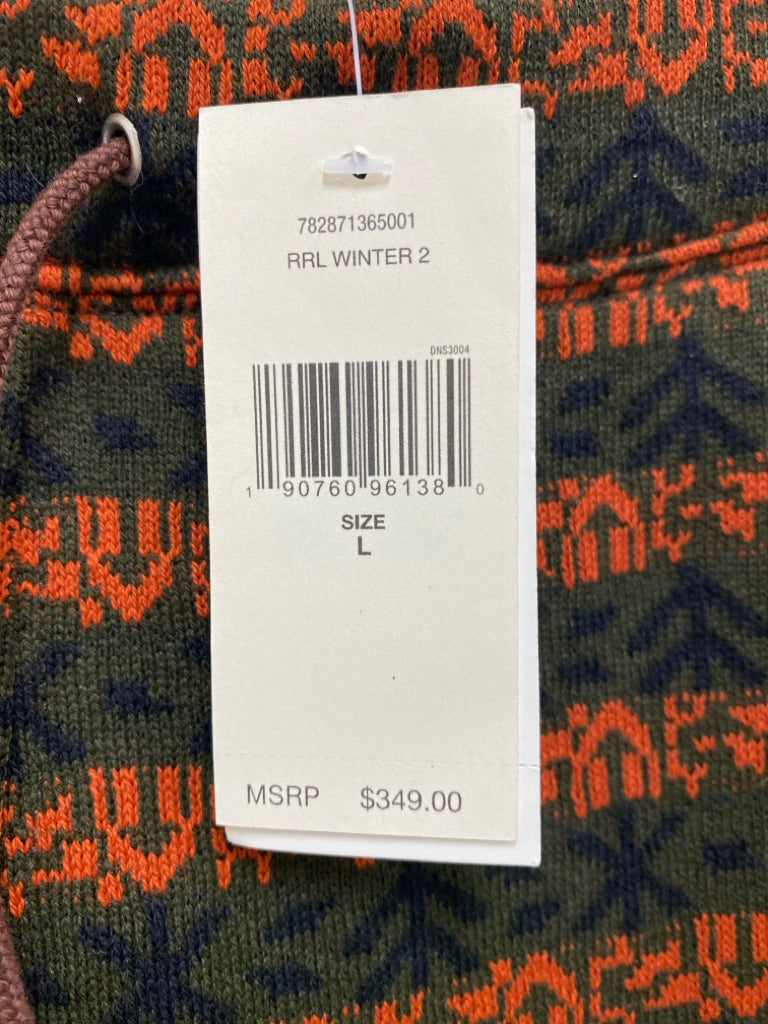 782871365001
RRL WINTER 2
DNS3004
1 90760 96138 0
SIZE
L
MSRP $349.00